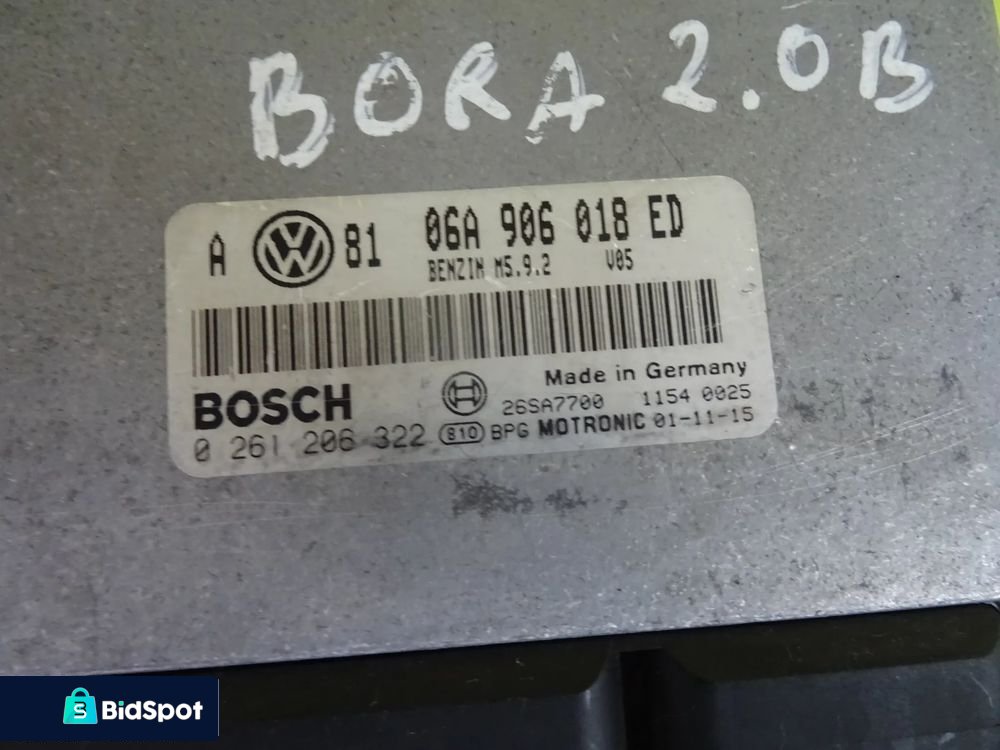 BORA 2.0B
A VW 81 06A 906 018 ED
BENZIN M5.9.2 V05
Made in Germany
BOSCH 26SA7700 1154 0025
0 261 206 322 810 BPG MOTRONIC 01-11-15
S BidSpot